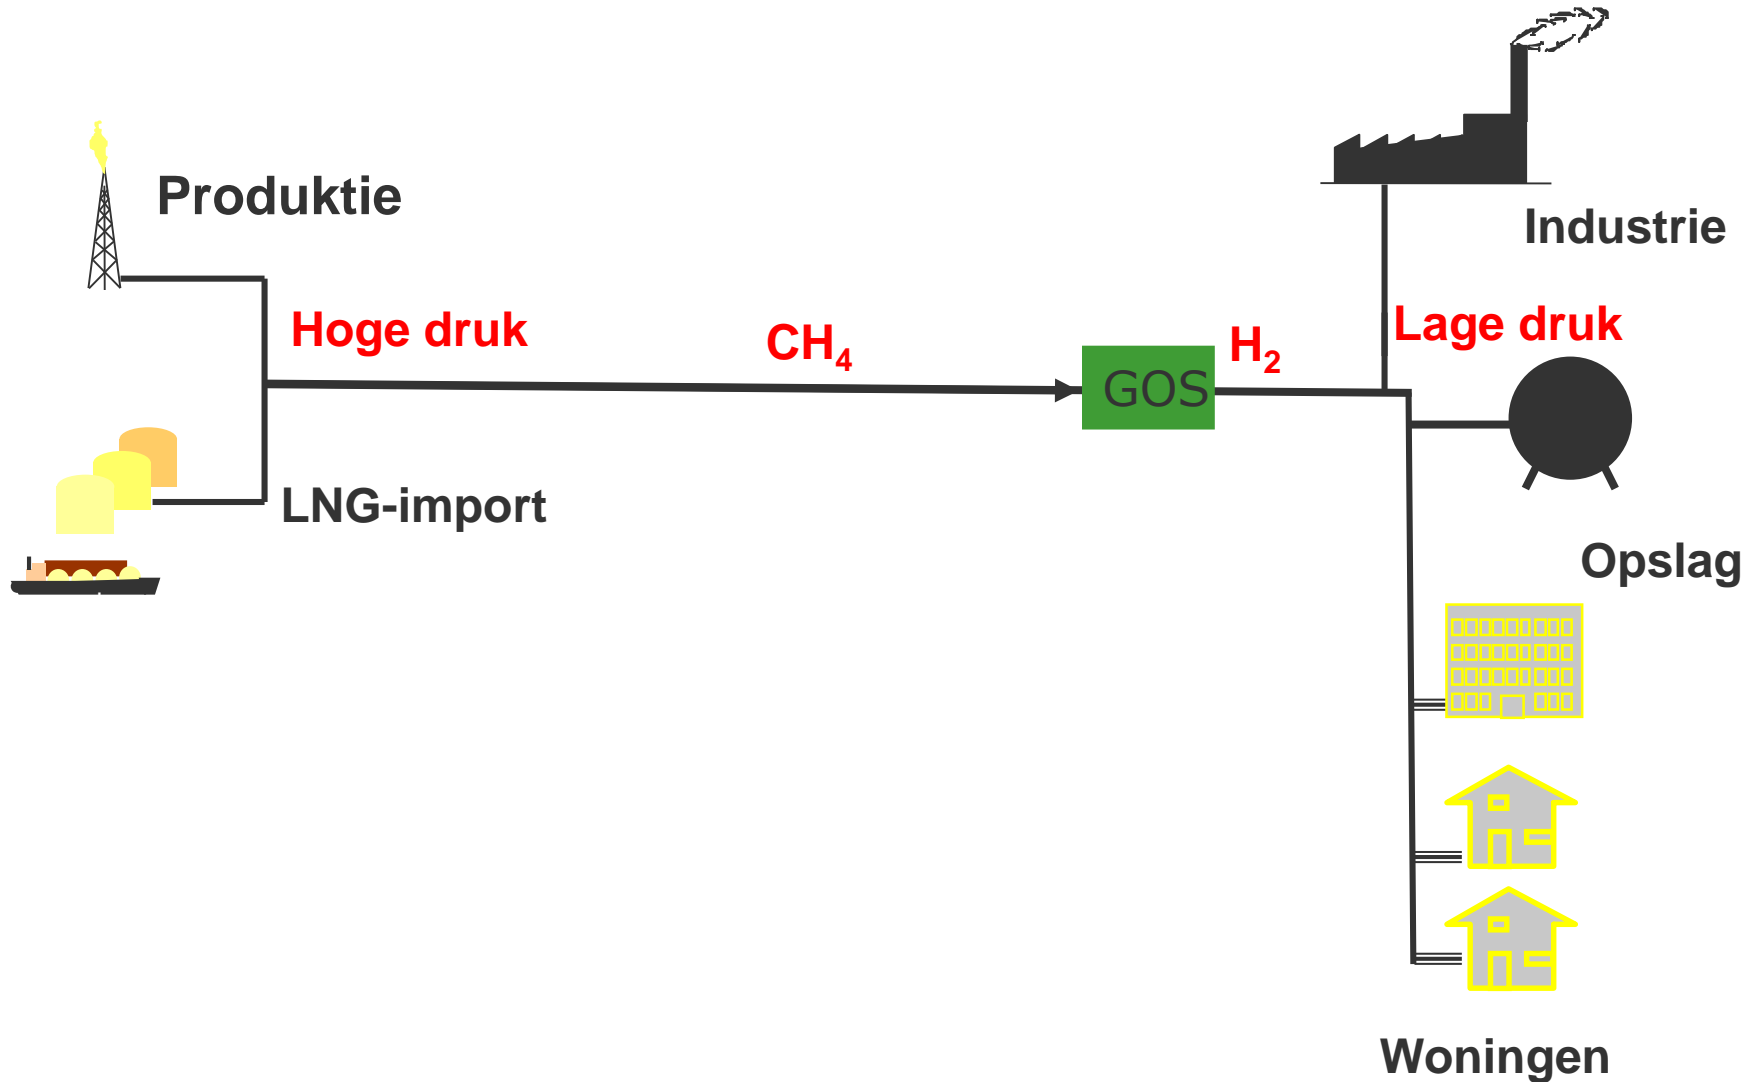 Produktie
Industrie
Hoge druk
CH₄
H₂
Lage druk
GOS
LNG-import
Opslag
Woningen